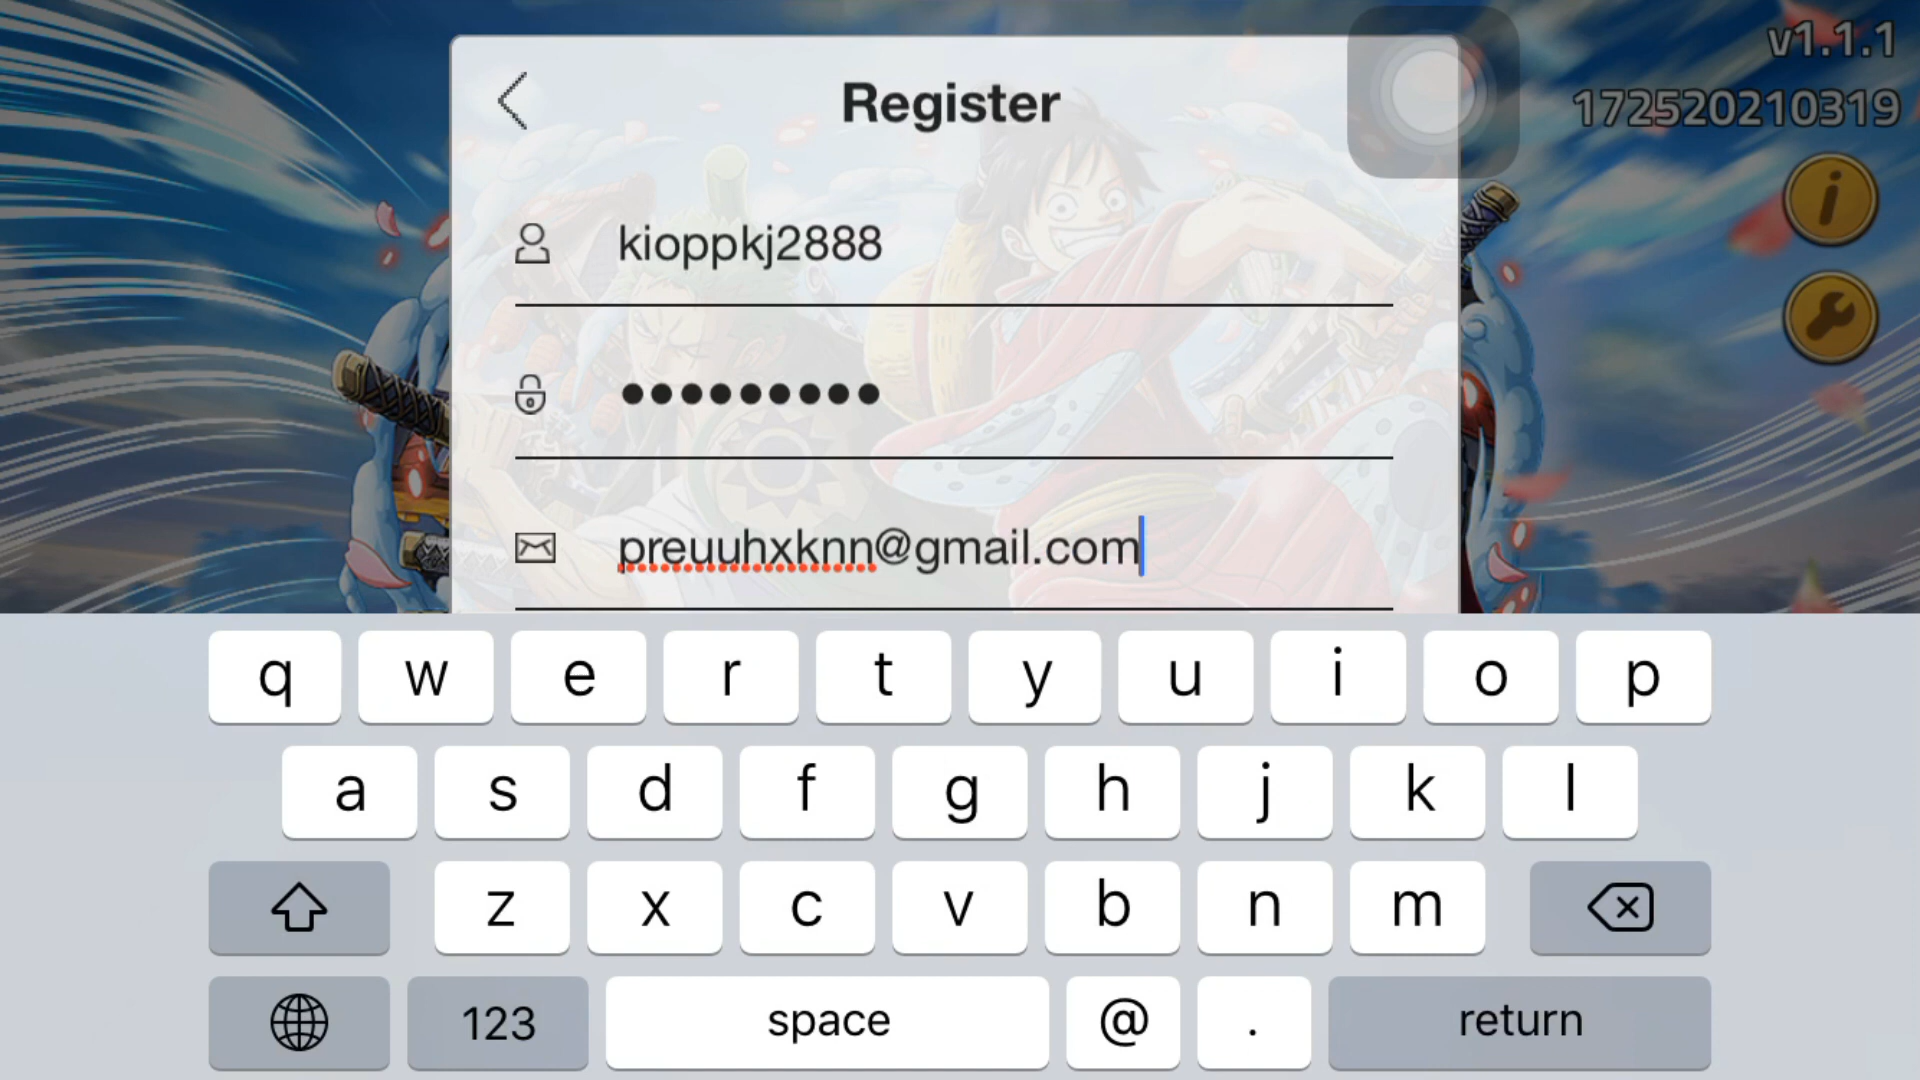 v1.1.1
172520210319
Register
kioppkj2888
●●●●●●●●●
preuuhxknn@gmail.com
q w e r t y u i o p
a s d f g h j k l
z x c v b n m
123 space @ . return